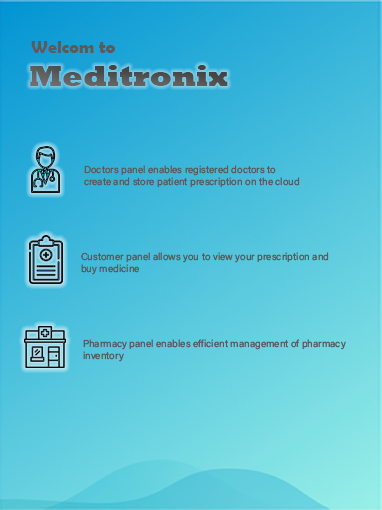 Welcom to
Meditronix
Doctors panel enables registered doctors to
create and store patient prescription on the cloud
Customer panel allows you to view your prescription and
buy medicine
Pharmacy panel enables efficient management of pharmacy
inventory